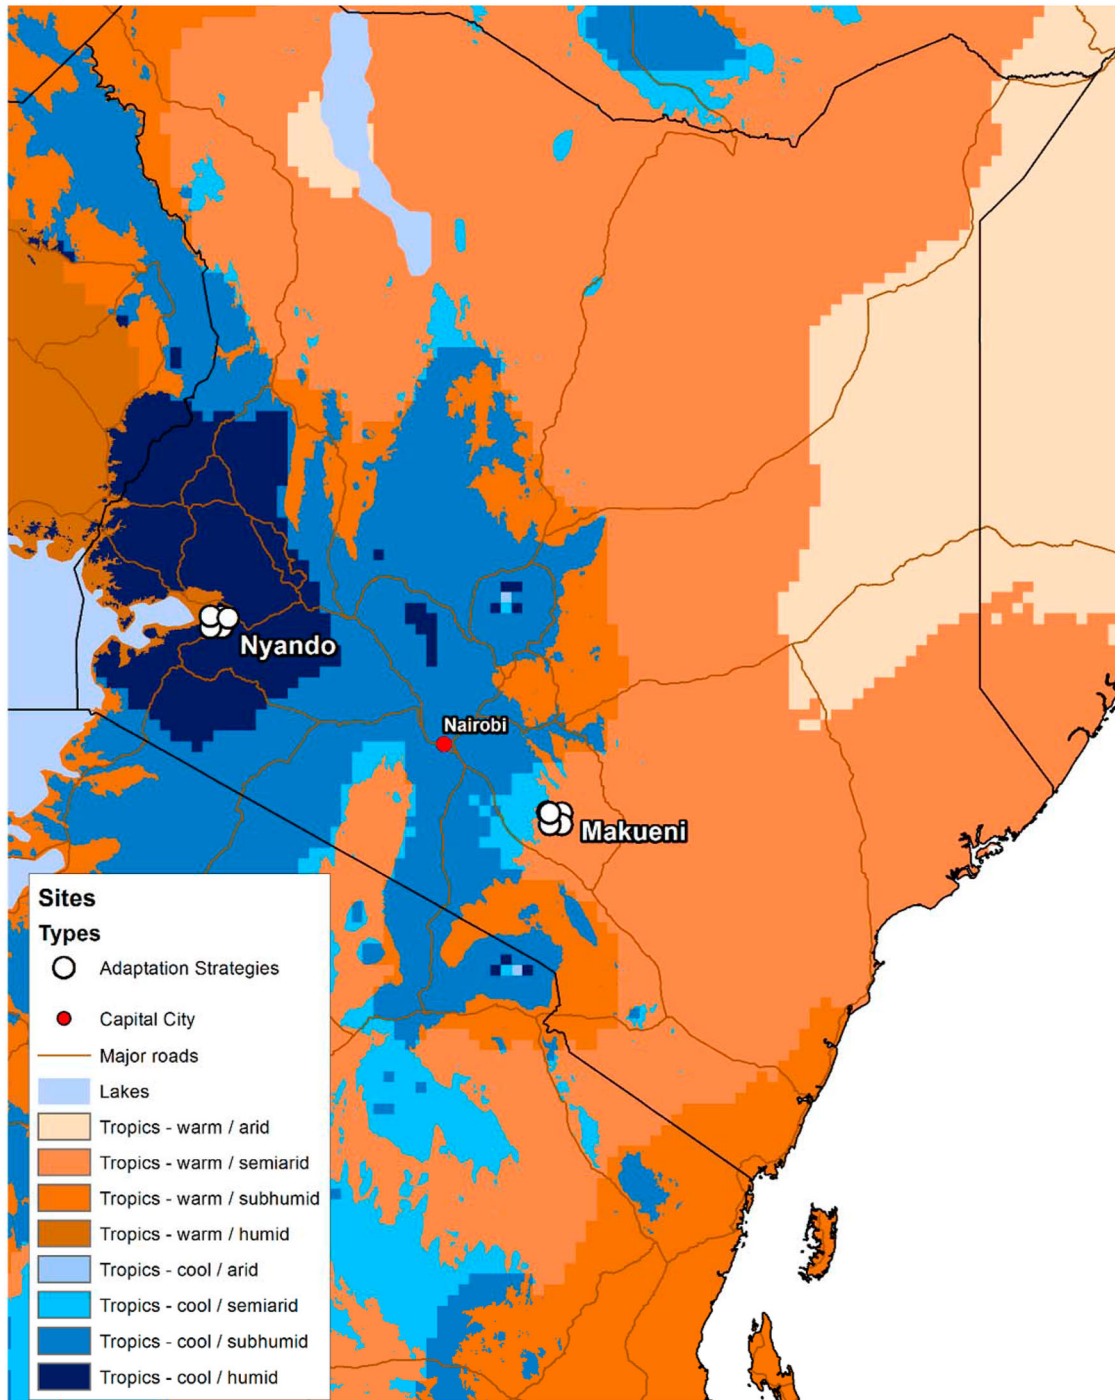 Nyando
Nairobi
Makueni
Sites
Types
Adaptation Strategies
Capital City
Major roads
Lakes
Tropics - warm / arid
Tropics - warm / semiarid
Tropics - warm / subhumid
Tropics - warm / humid
Tropics - cool / arid
Tropics - cool / semiarid
Tropics - cool / subhumid
Tropics - cool / humid